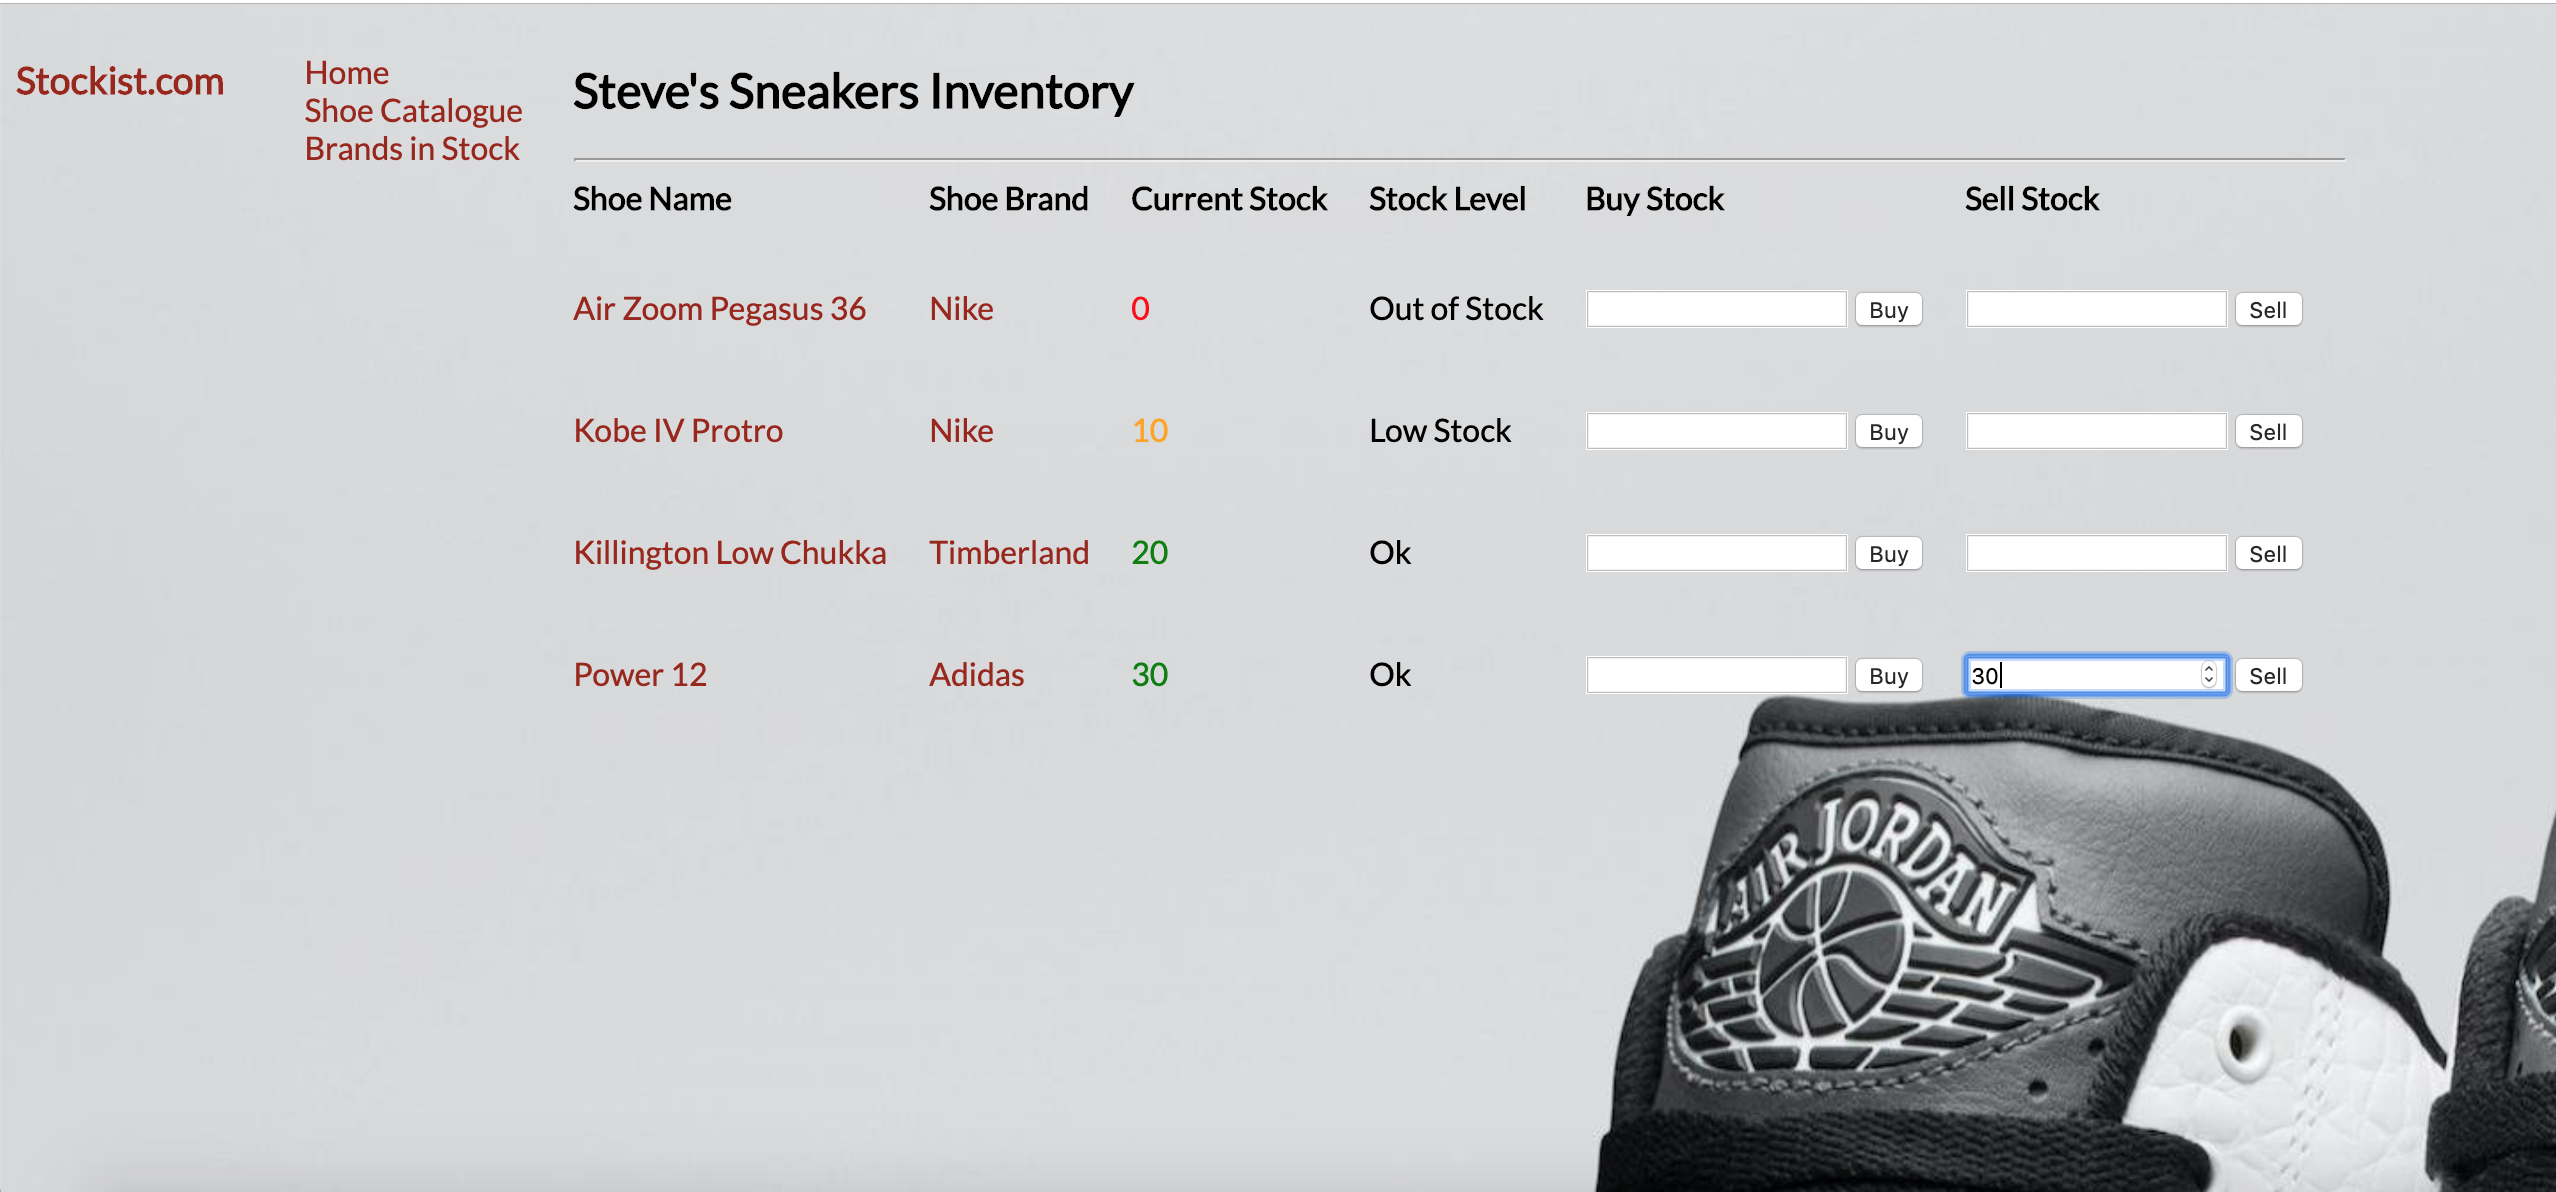 Stockist.com
Home
Shoe Catalogue
Brands in Stock
Steve's Sneakers Inventory
Shoe Name Shoe Brand Current Stock Stock Level Buy Stock Sell Stock
Air Zoom Pegasus 36 Nike 0 Out of Stock Buy Sell
Kobe IV Protro Nike 10 Low Stock Buy Sell
Killington Low Chukka Timberland 20 Ok Buy Sell
Power 12 Adidas 30 Ok Buy 30 Sell
AIR JORDAN